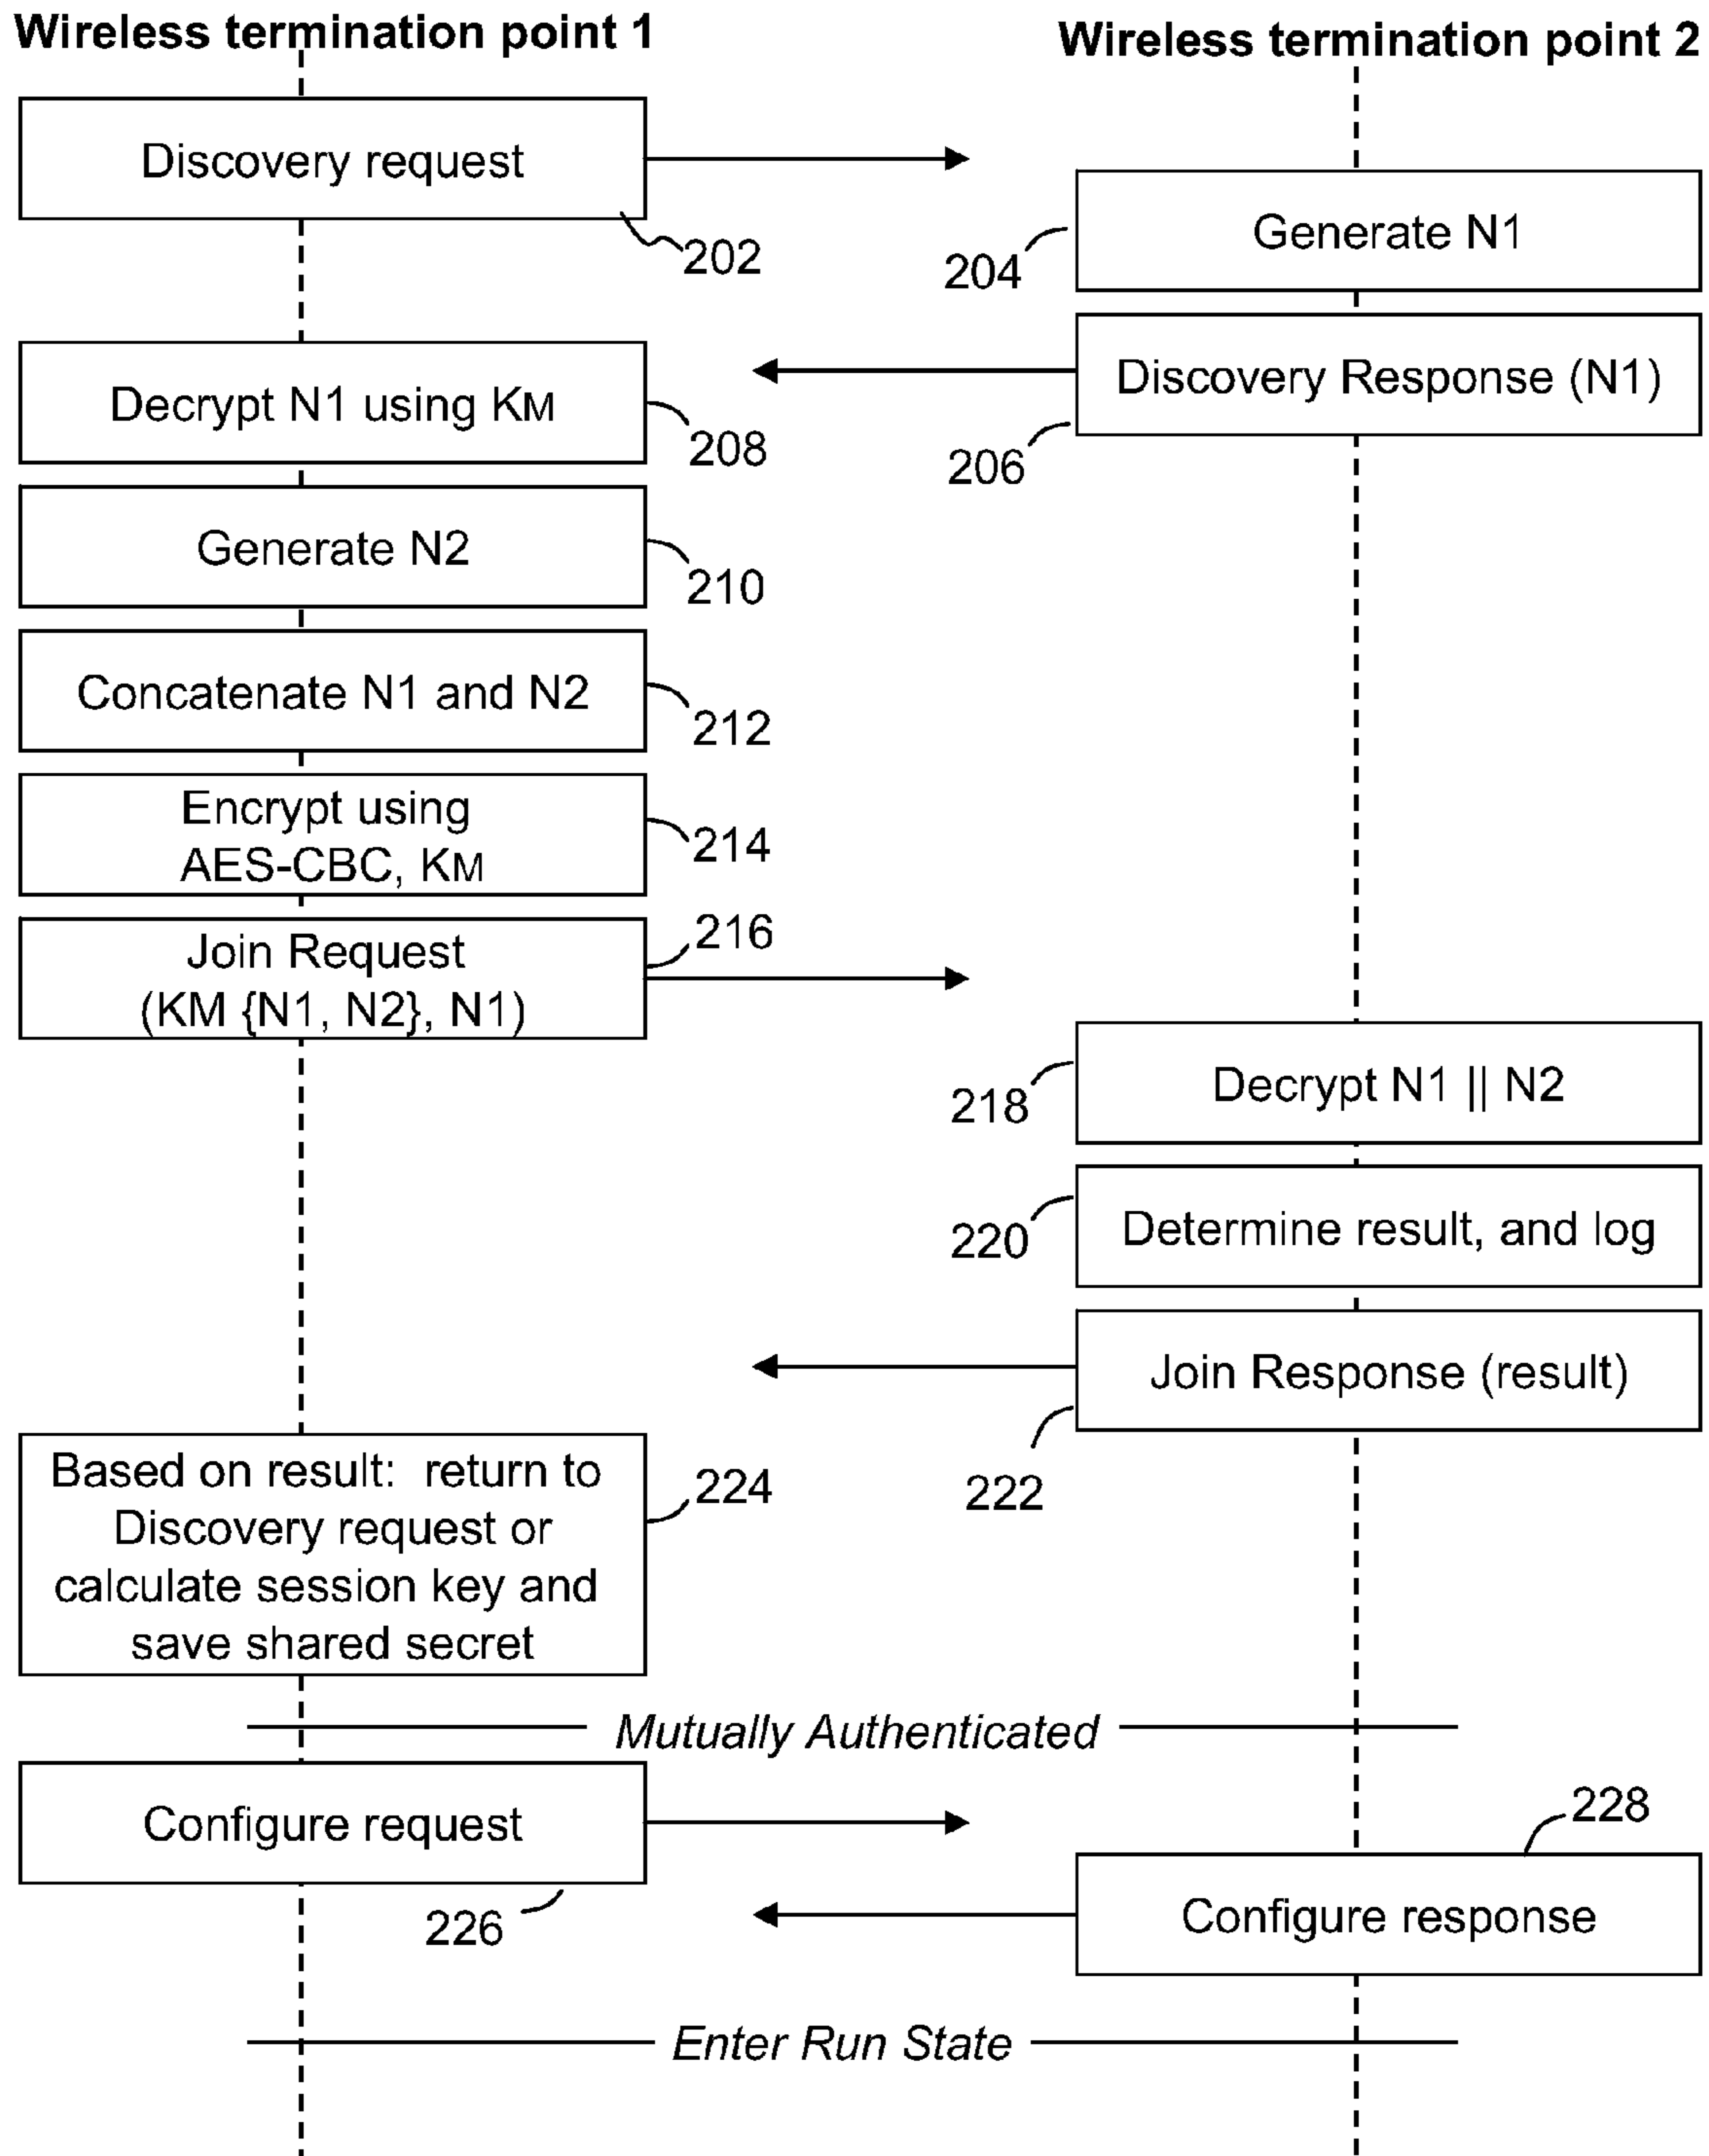 Wireless termination point 1
Wireless termination point 2
Discovery request
202
Generate N1
204
Discovery Response (N1)
206
Decrypt N1 using KM
208
Generate N2
210
Concatenate N1 and N2
212
Encrypt using
AES-CBC, KM
214
Join Request
(KM {N1, N2}, N1)
216
Decrypt N1 || N2
218
Determine result, and log
220
Join Response (result)
222
Based on result: return to
Discovery request or
calculate session key and
save shared secret
224
Mutually Authenticated
Configure request
226
228
Configure response
Enter Run State